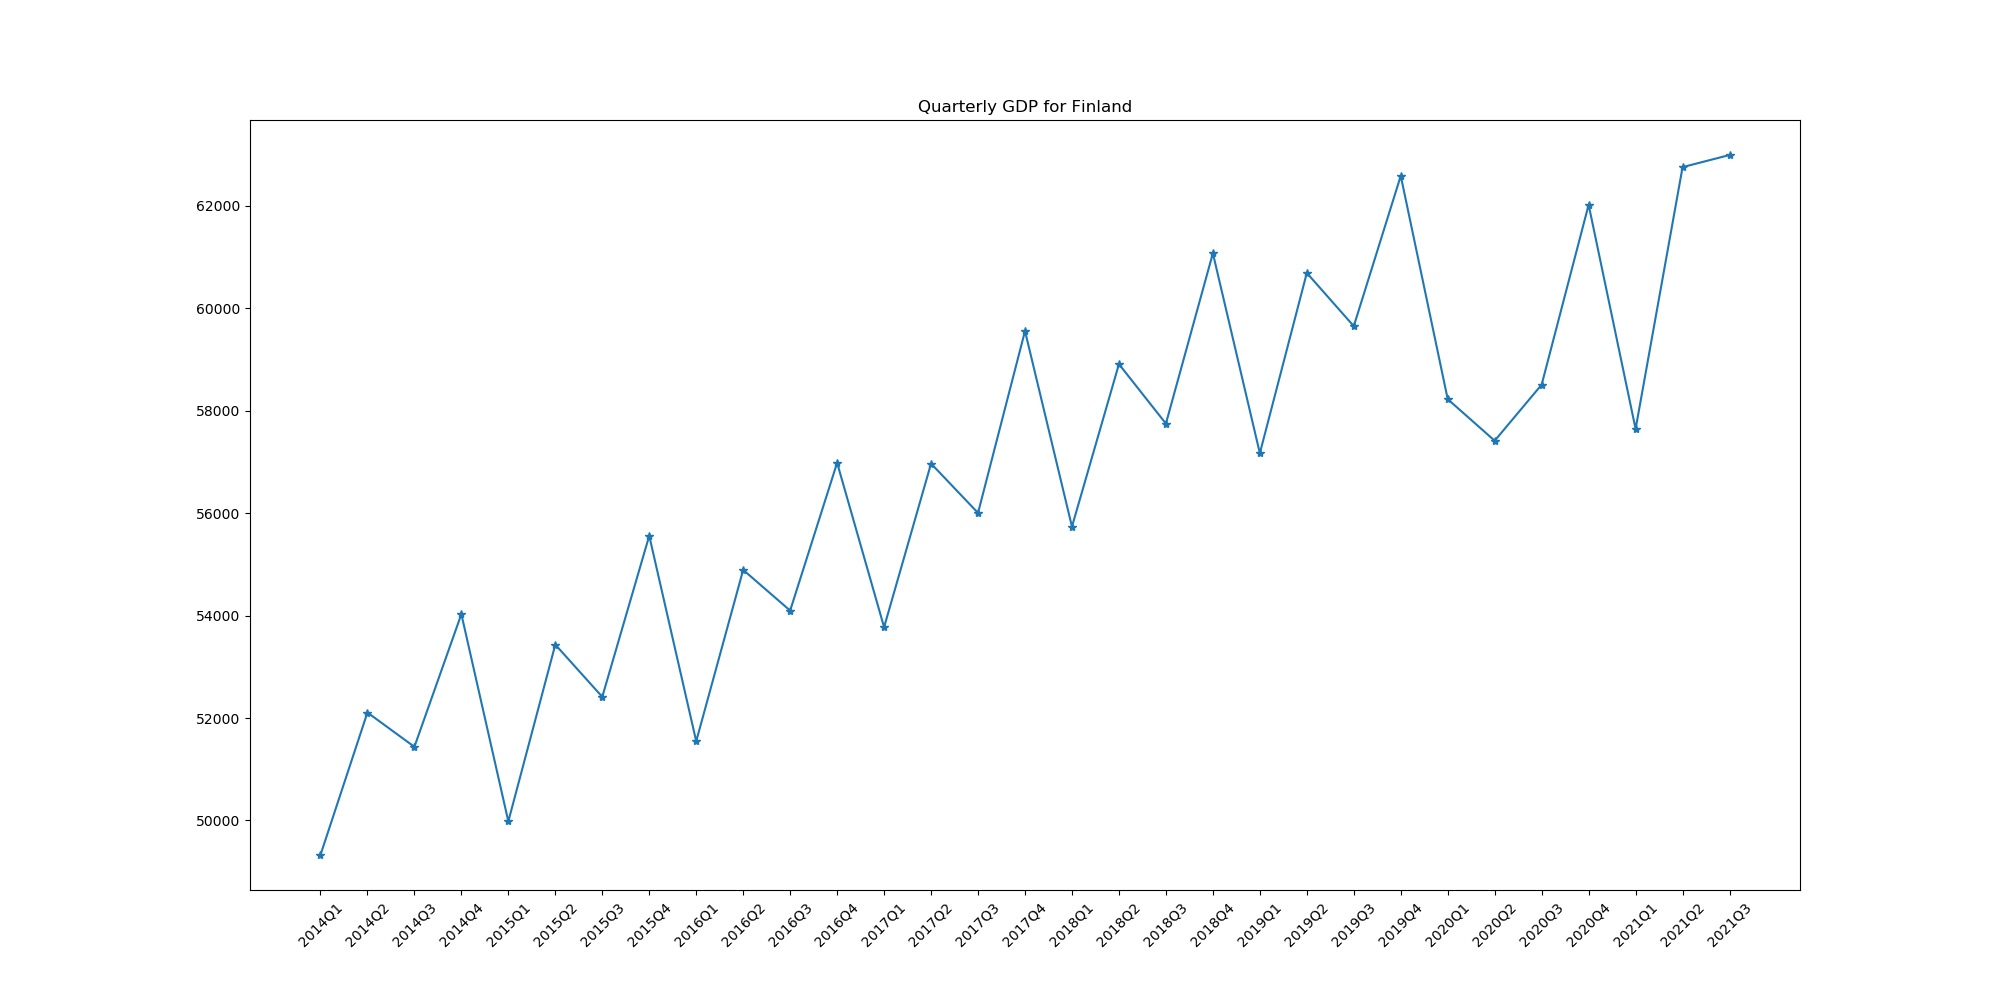 Quarterly GDP for Finland
62000
60000
58000
56000
54000
52000
50000
2014Q1
2014Q2
2014Q3
2014Q4
2015Q1
2015Q2
2015Q3
2015Q4
2016Q1
2016Q2
2016Q3
2016Q4
2017Q1
2017Q2
2017Q3
2017Q4
2018Q1
2018Q2
2018Q3
2018Q4
2019Q1
2019Q2
2019Q3
2019Q4
2020Q1
2020Q2
2020Q3
2020Q4
2021Q1
2021Q2
2021Q3